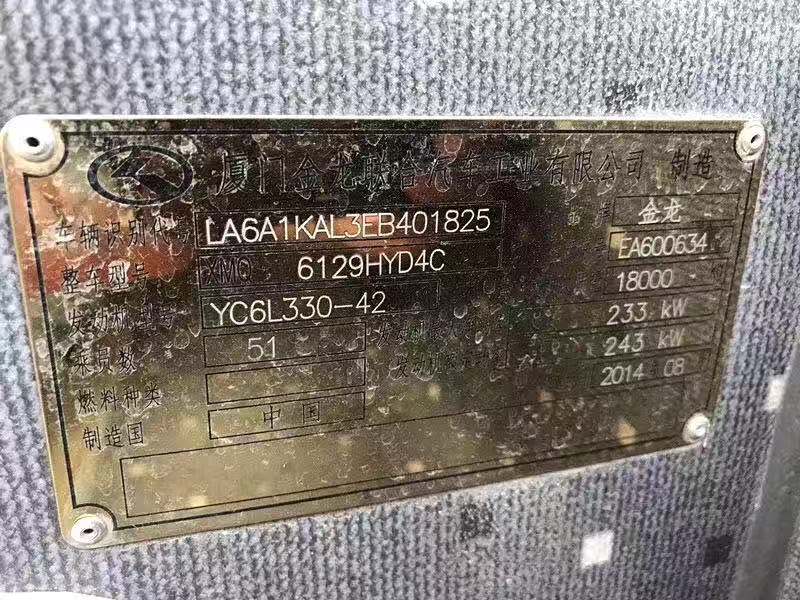 厦门金龙联合汽车工业有限公司 制造
车辆识别代号 LA6A1KAL3EB401825 金龙
整车型号 XMQ 6129HYD4C EA600634
发动机型号 YC6L330-42 18000
乘员数 51 233 kW
燃料种类 243 kW
制造国 中国 2014 08